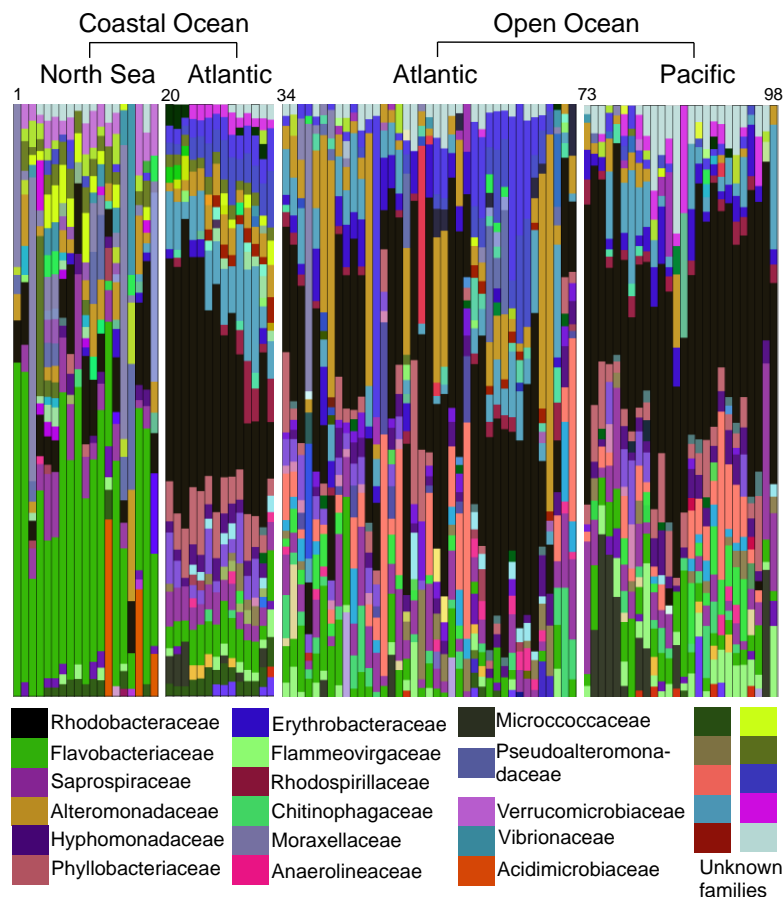 Coastal Ocean Open Ocean
North Sea Atlantic Atlantic Pacific
1 20 34 73 98
Rhodobacteraceae
Flavobacteriaceae
Saprospiraceae
Alteromonadaceae
Hyphomonadaceae
Phyllobacteriaceae
Erythrobacteraceae
Flammeovirgaceae
Rhodospirillaceae
Chitinophagaceae
Moraxellaceae
Anaerolineaceae
Microccoccaceae
Pseudoalteromona-
daceae
Verrucomicrobiaceae
Vibrionaceae
Acidimicrobiaceae
Unknown
families